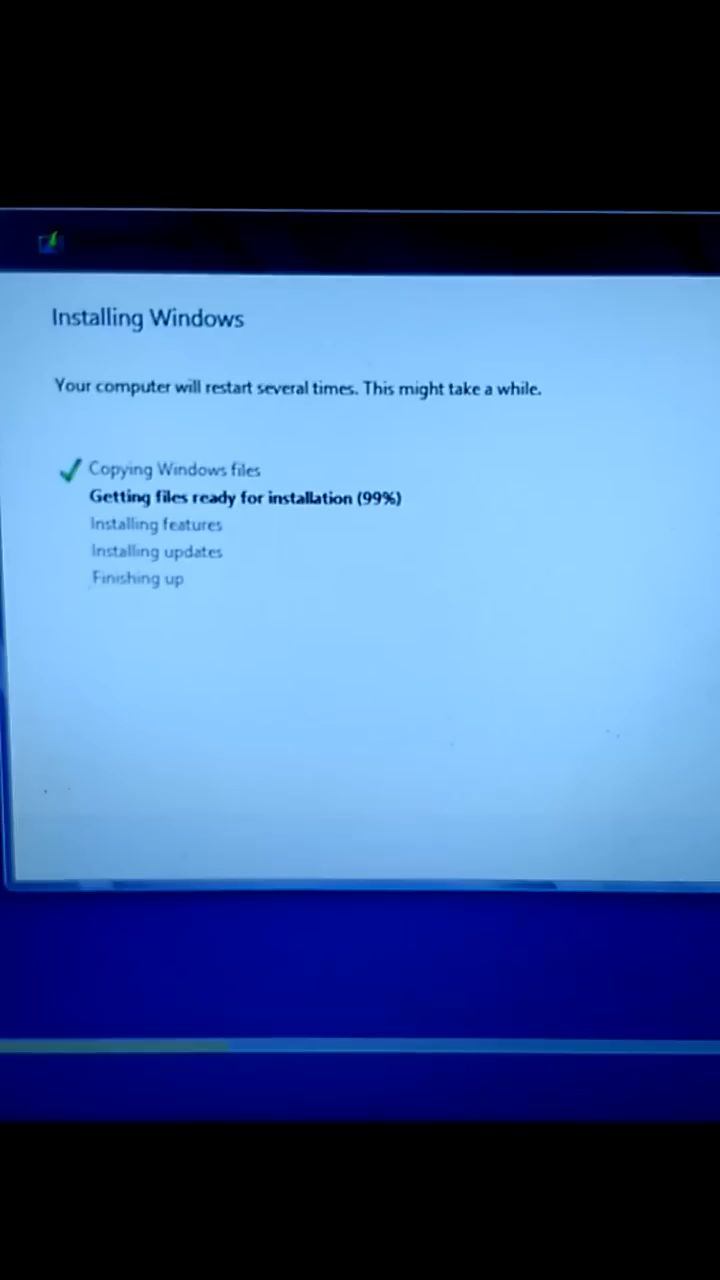 Installing Windows
Your computer will restart several times. This might take a while.
Copying Windows files
Getting files ready for installation (99%)
Installing features
Installing updates
Finishing up